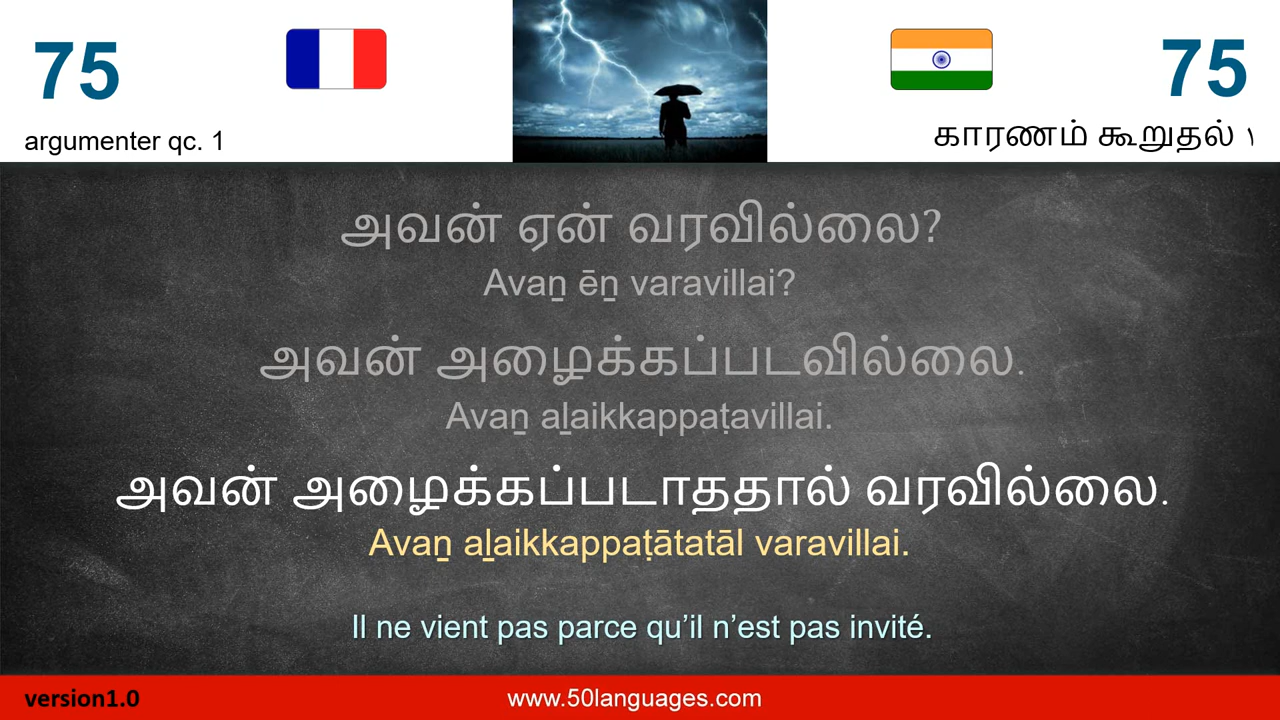 75
75
argumenter qc. 1
காரணம் கூறுதல் ۱
அவன் ஏன் வரவில்லை?
Avaṉ ēṉ varavillai?
அவன் அழைக்கப்படவில்லை.
Avaṉ aḻaikkappaṭavillai.
அவன் அழைக்கப்படாததால் வரவில்லை.
Avaṉ aḻaikkappaṭātatāl varavillai.
Il ne vient pas parce qu’il n’est pas invité.
version1.0
www.50languages.com